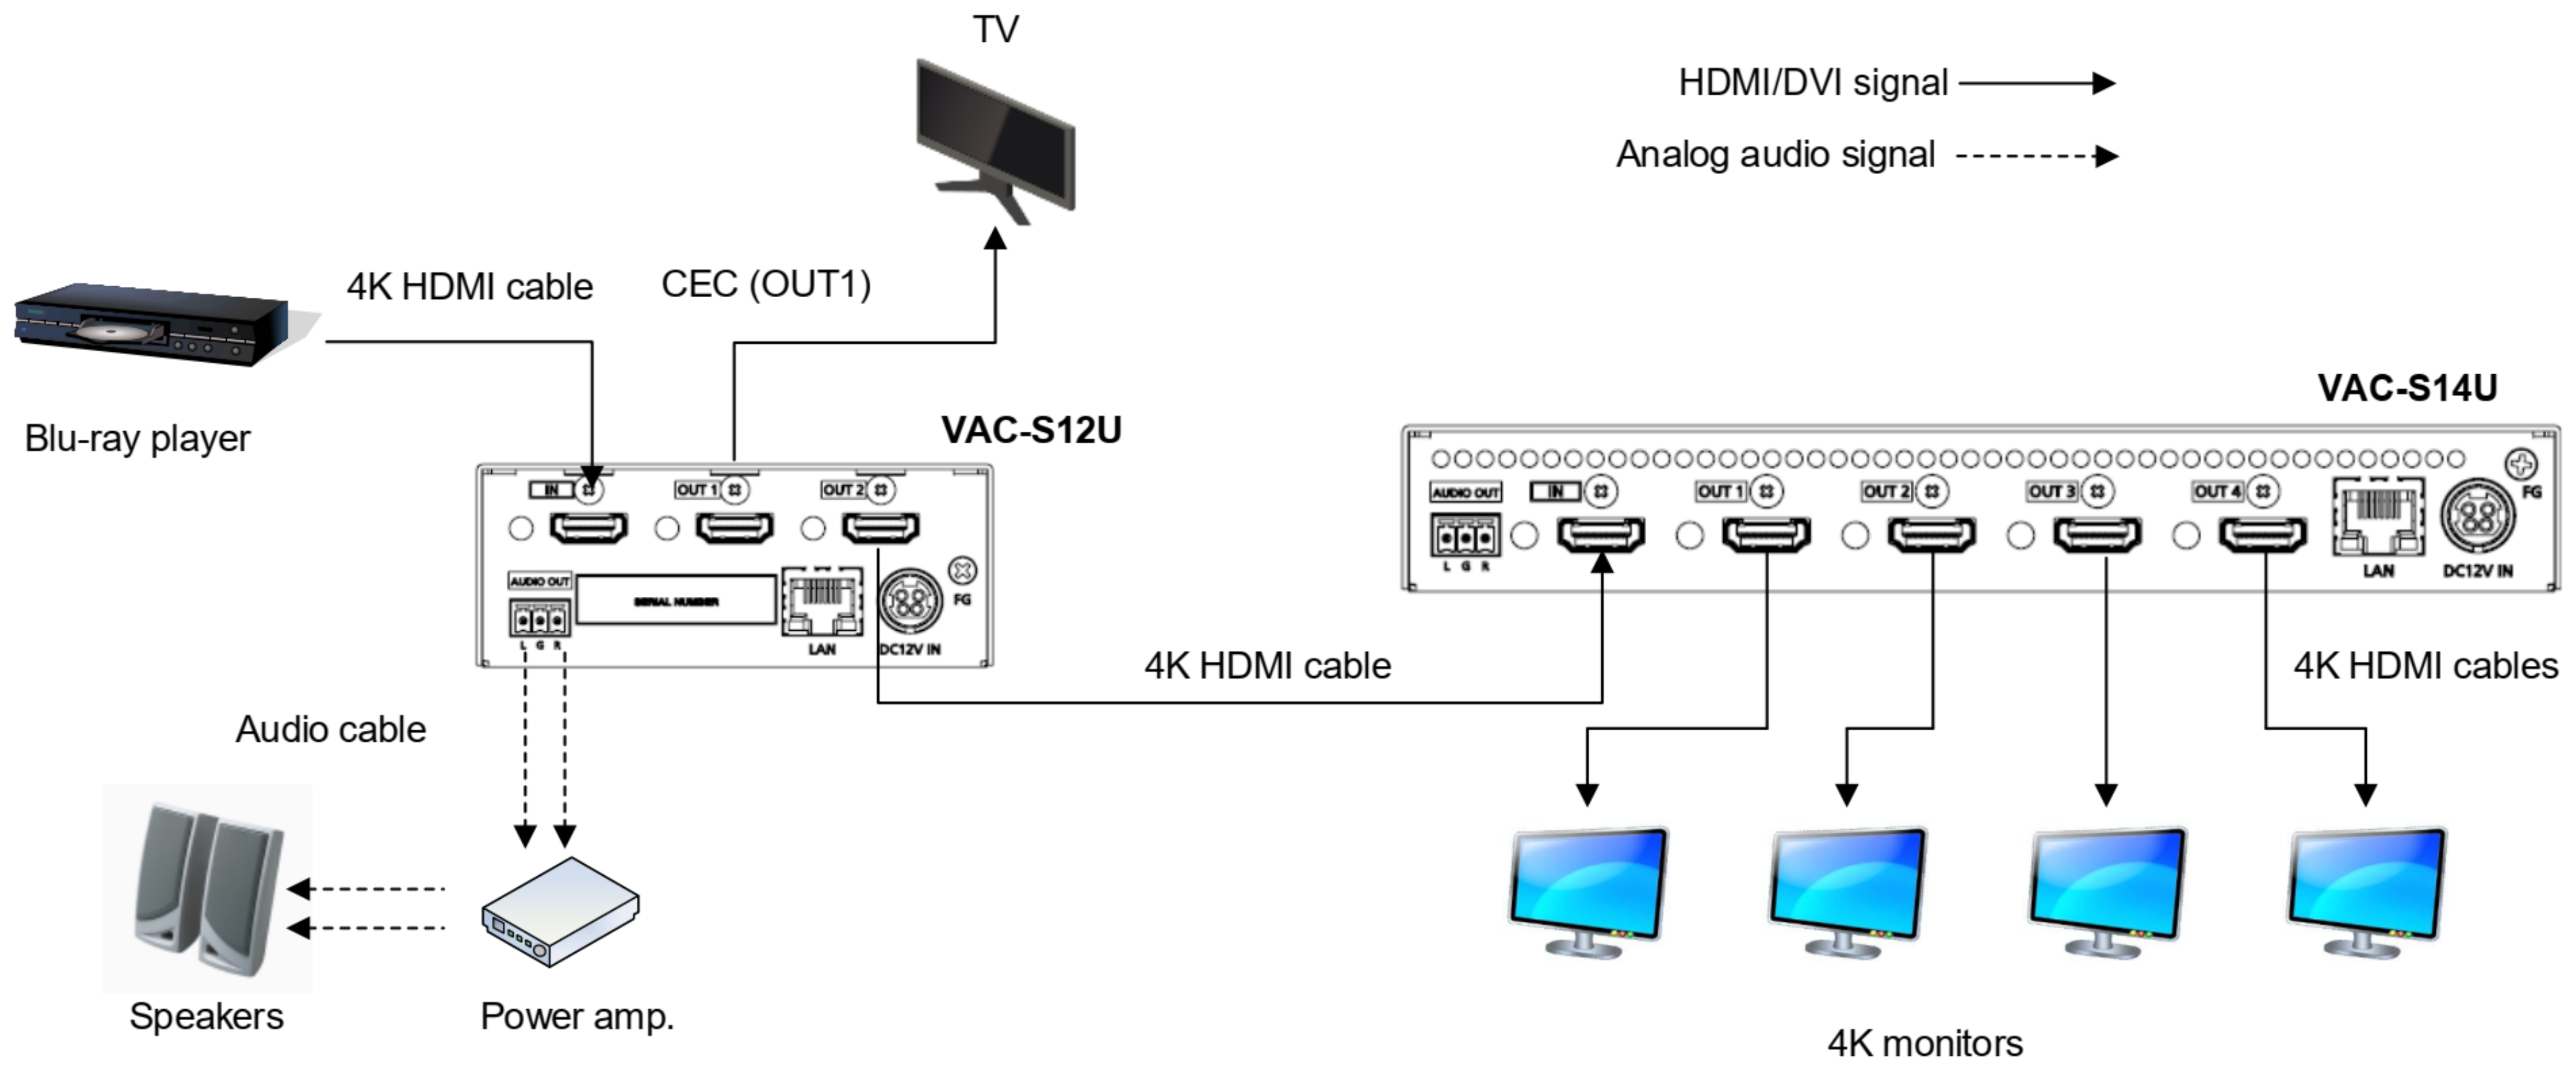 TV
HDMI/DVI signal
Analog audio signal
4K HDMI cable
CEC (OUT1)
Blu-ray player
VAC-S12U
VAC-S14U
IN
OUT 1
OUT 2
AUDIO OUT
SERIAL NUMBER
L G R
LAN
DC12V IN
FG
AUDIO OUT
IN
OUT 1
OUT 2
OUT 3
OUT 4
FG
L G R
LAN
DC12V IN
4K HDMI cable
4K HDMI cables
Audio cable
Speakers
Power amp.
4K monitors